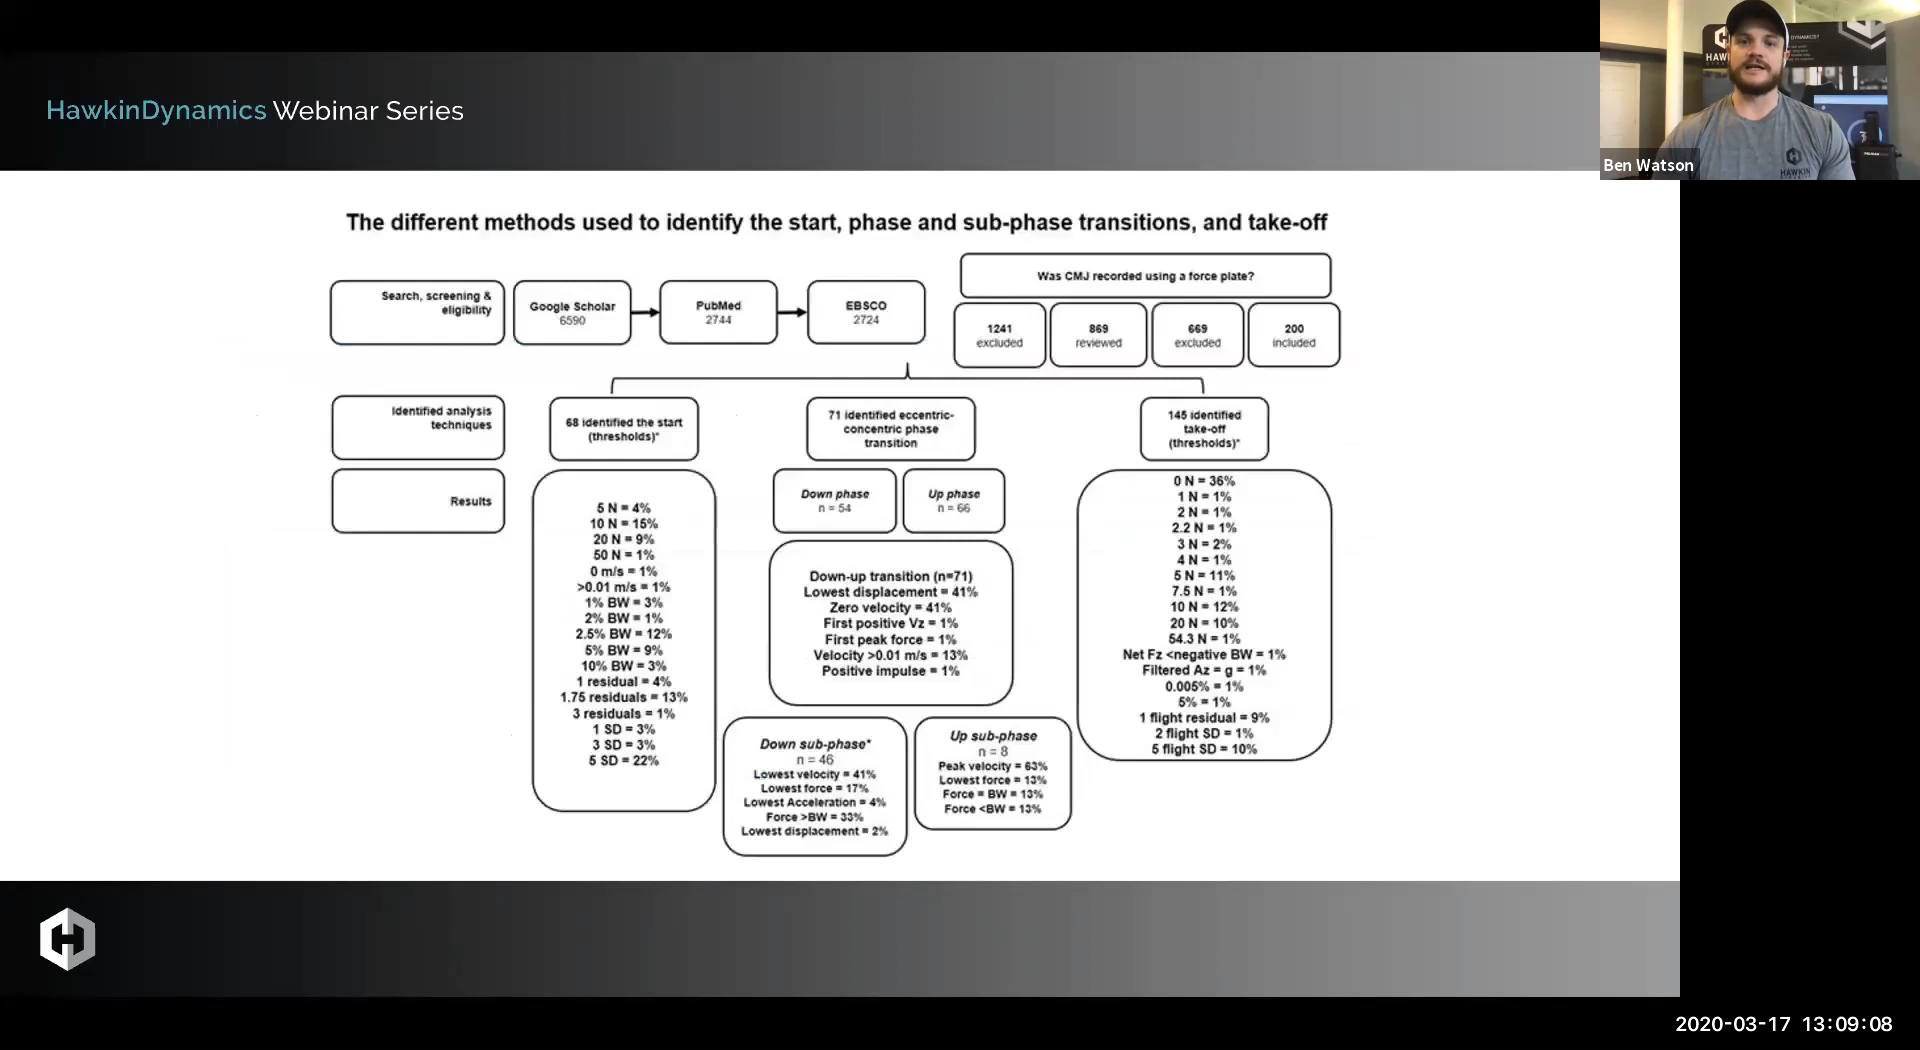 HawkinDynamics Webinar Series
Ben Watson
HAWKIN
The different methods used to identify the start, phase and sub-phase transitions, and take-off
Search, screening &
eligibility
Google Scholar
6590
PubMed
2744
EBSCO
2724
Was CMJ recorded using a force plate?
1241
excluded
869
reviewed
669
excluded
200
included
Identified analysis
techniques
68 identified the start
(thresholds)*
71 identified eccentric-
concentric phase
transition
145 identified
take-off
(thresholds)*
Results
5 N = 4%
10 N = 15%
20 N = 9%
50 N = 1%
0 m/s = 1%
>0.01 m/s = 1%
1% BW = 3%
2% BW = 1%
2.5% BW = 12%
5% BW = 9%
10% BW = 3%
1 residual = 4%
1.75 residuals = 13%
3 residuals = 1%
1 SD = 3%
3 SD = 3%
5 SD = 22%
Down phase
n = 54
Up phase
n = 66
Down-up transition (n=71)
Lowest displacement = 41%
Zero velocity = 41%
First positive Vz = 1%
First peak force = 1%
Velocity >0.01 m/s = 13%
Positive impulse = 1%
Down sub-phase*
n = 46
Lowest velocity = 41%
Lowest force = 17%
Lowest Acceleration = 4%
Force >BW = 33%
Lowest displacement = 2%
Up sub-phase
n = 8
Peak velocity = 63%
Lowest force = 13%
Force = BW = 13%
Force <BW = 13%
0 N = 36%
1 N = 1%
2 N = 1%
2.2 N = 1%
3 N = 2%
4 N = 1%
5 N = 11%
7.5 N = 1%
10 N = 12%
20 N = 10%
54.3 N = 1%
Net Fz <negative BW = 1%
Filtered Az = g = 1%
0.005% = 1%
5% = 1%
1 flight residual = 9%
2 flight SD = 1%
5 flight SD = 10%
2020-03-17 13:09:08